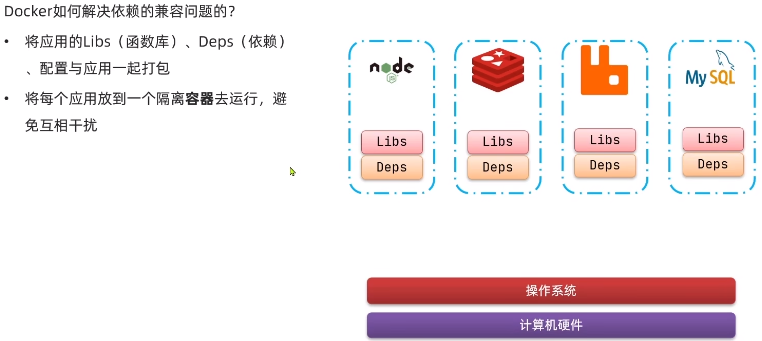 Docker如何解决依赖的兼容问题的？
• 将应用的Libs（函数库）、Deps（依赖）
、配置与应用一起打包
• 将每个应用放到一个隔离容器去运行，避
免互相干扰
node
JS
MySQL
Libs
Libs
Libs
Libs
Deps
Deps
Deps
Deps
操作系统
计算机硬件